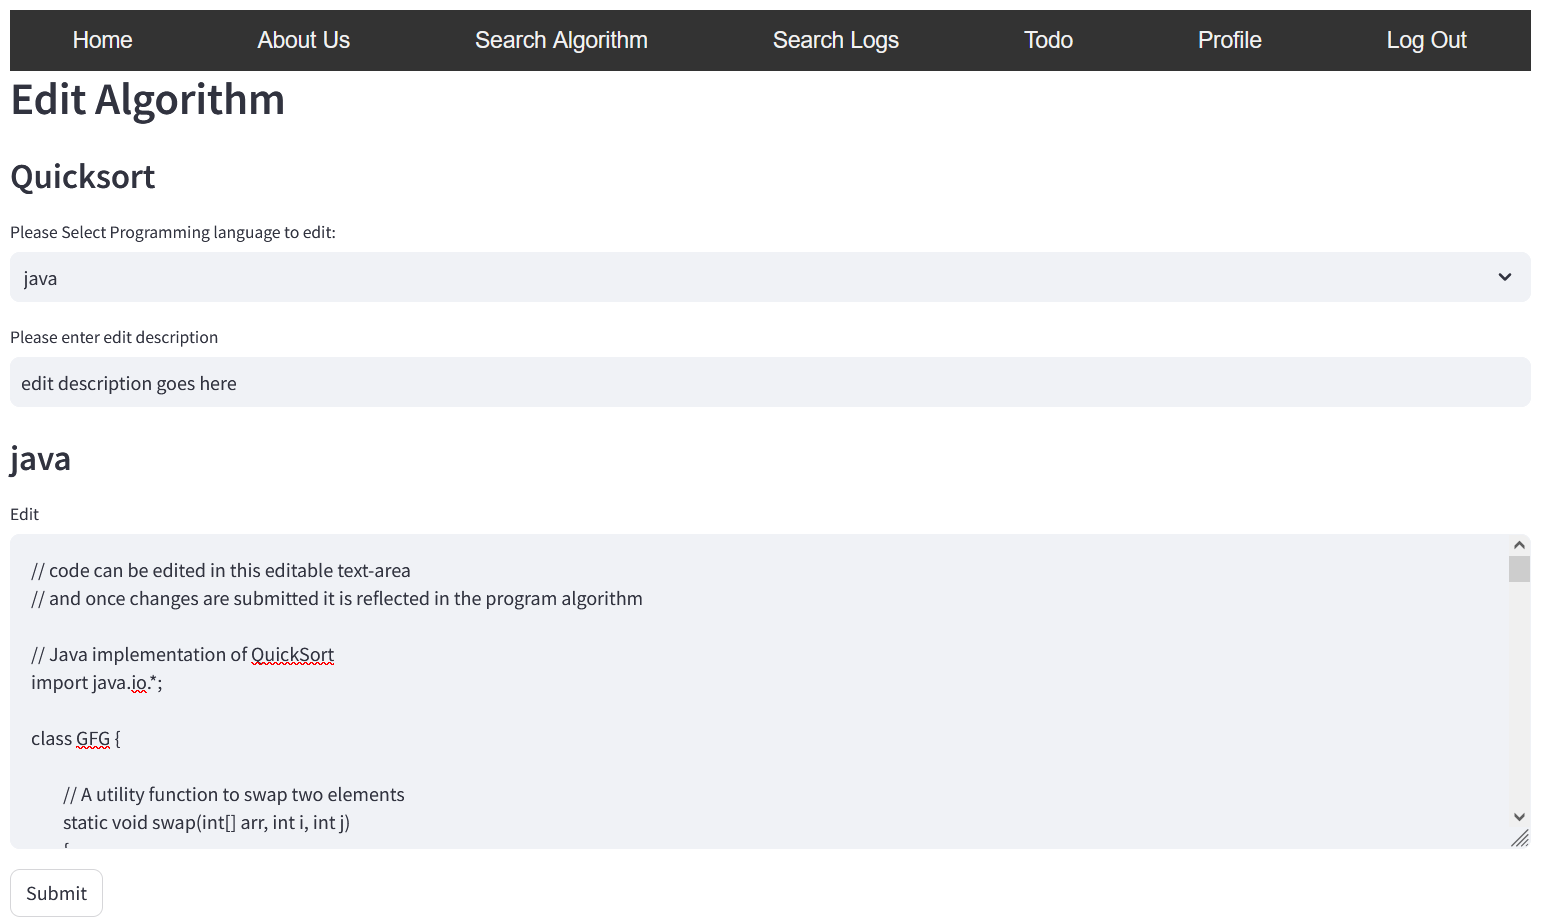 Home About Us Search Algorithm Search Logs Todo Profile Log Out
Edit Algorithm
Quicksort
Please Select Programming language to edit:
java
Please enter edit description
edit description goes here
java
Edit
// code can be edited in this editable text-area
// and once changes are submitted it is reflected in the program algorithm
// Java implementation of QuickSort
import java.io.*;
class GFG {
// A utility function to swap two elements
static void swap(int[] arr, int i, int j)
{
Submit